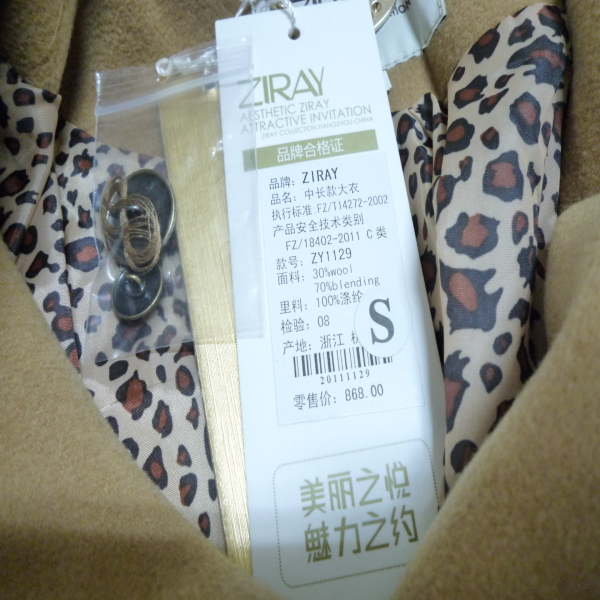 ZIRAY
AESTHETIC ZIRAY
ATTRACTIVE INVITATION
ZIRAY COLLECTION HANGZHOU CHINA
品牌合格证
品牌: ZIRAY
品名: 中长款大衣
执行标准:FZ/T14272-2002
产品安全技术类别
FZ/18402-2011 C 类
款号: ZY1129
面料: 30%wool
70%blending
里料: 100%涤纶
检验: 08
产地: 浙江
S
20111129
零售价: 868.00
美丽之悦
魅力之约